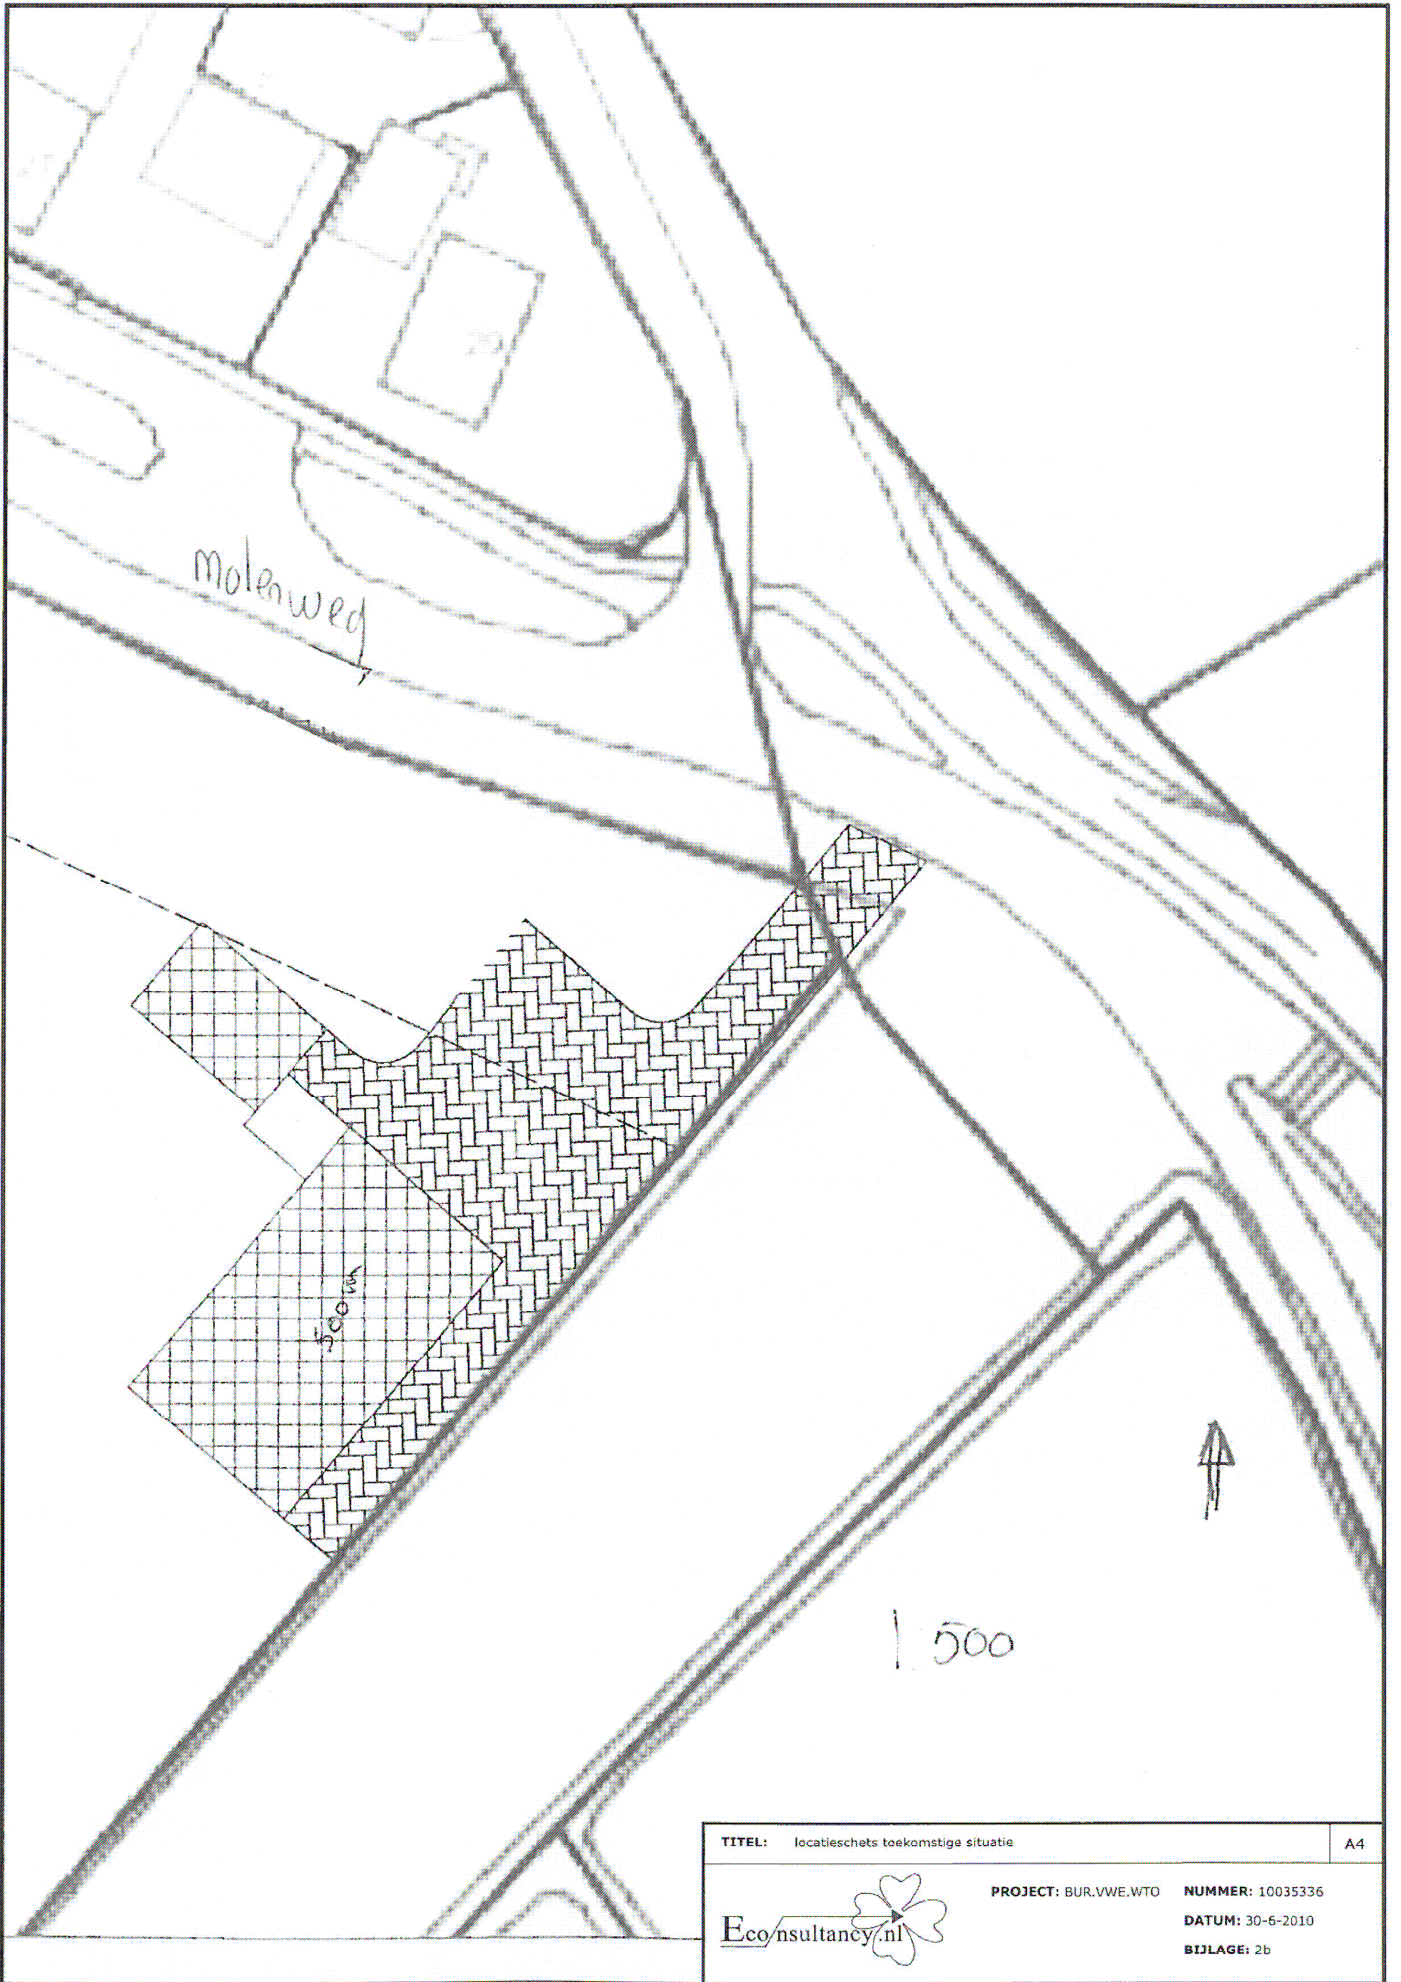 molenweg
500 m
1:500
TITEL: locatieschets toekomstige situatie
A4
PROJECT: BUR.VWE.WTO
NUMMER: 10035336
DATUM: 30-6-2010
BIJLAGE: 2b
Econsultancy.nl